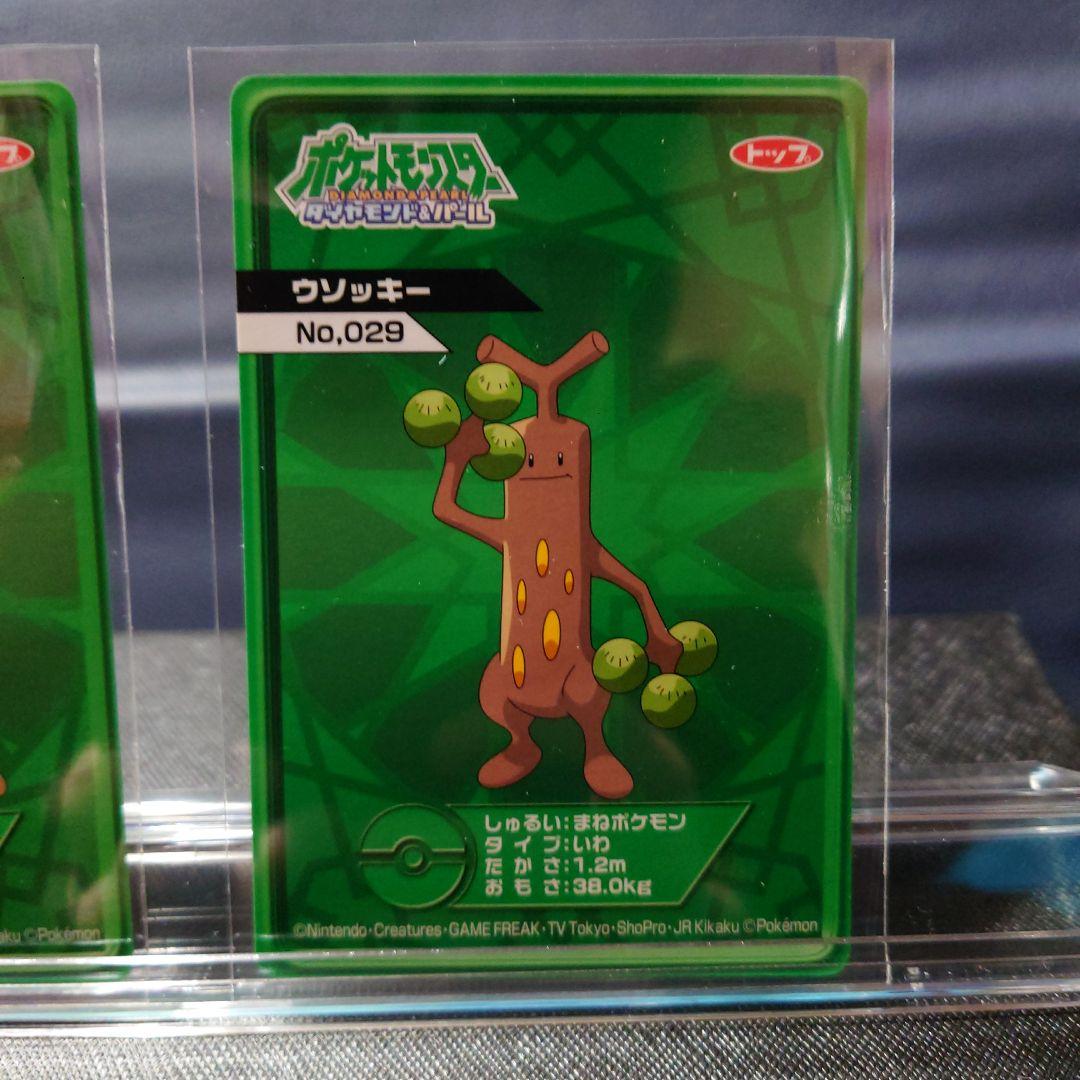 ポケットモンスター
DIAMOND&PEARL
ダイヤモンド&パール
トップ。
ウソッキー
No,029
しゅるい:まねポケモン
タイプ:いわ
たかさ:1.2m
おもさ:38.0kg
©Nintendo・Creatures・GAME FREAK・TV Tokyo・ShoPro・JR Kikaku ©Pokémon
プ。
aku ©Pokémon